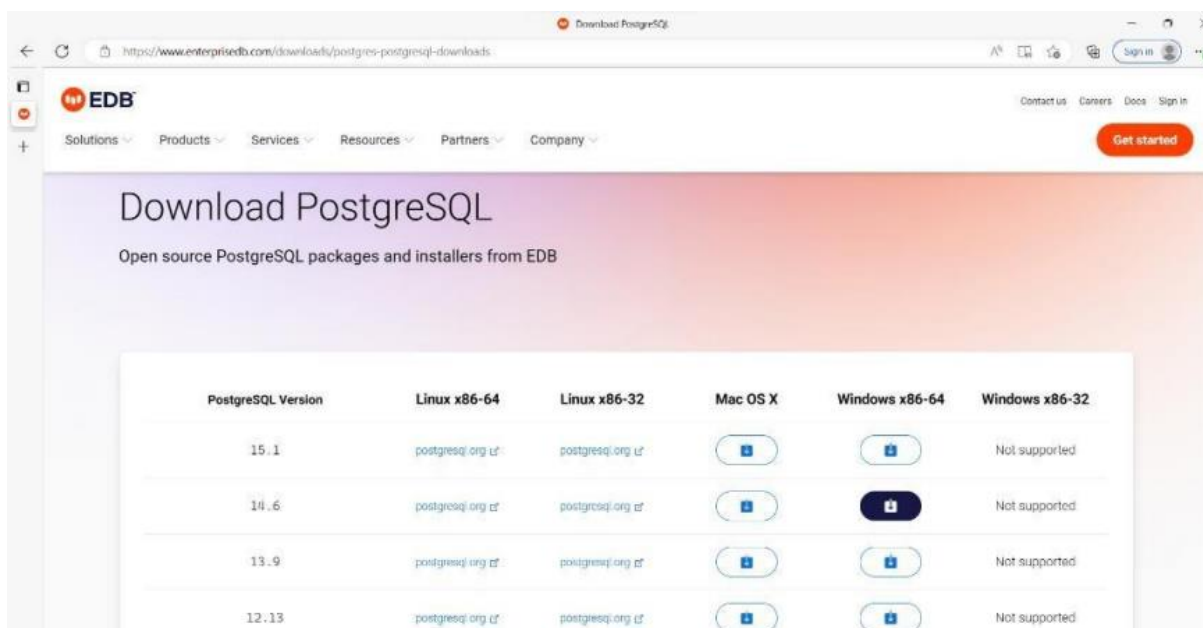 Download PostgreSQL
https://www.enterprisedb.com/downloads/postgres-postgresql-downloads
Sign in
EDB
Contact us Careers Docs Sign in
Solutions Products Services Resources Partners Company
Get started
Download PostgreSQL
Open source PostgreSQL packages and installers from EDB
PostgreSQL Version Linux x86-64 Linux x86-32 Mac OS X Windows x86-64 Windows x86-32
15.1 postgresql.org postgresql.org Not supported
14.6 postgresql.org postgresql.org Not supported
13.9 postgresql.org postgresql.org Not supported
12.13 postgresql.org postgresql.org Not supported